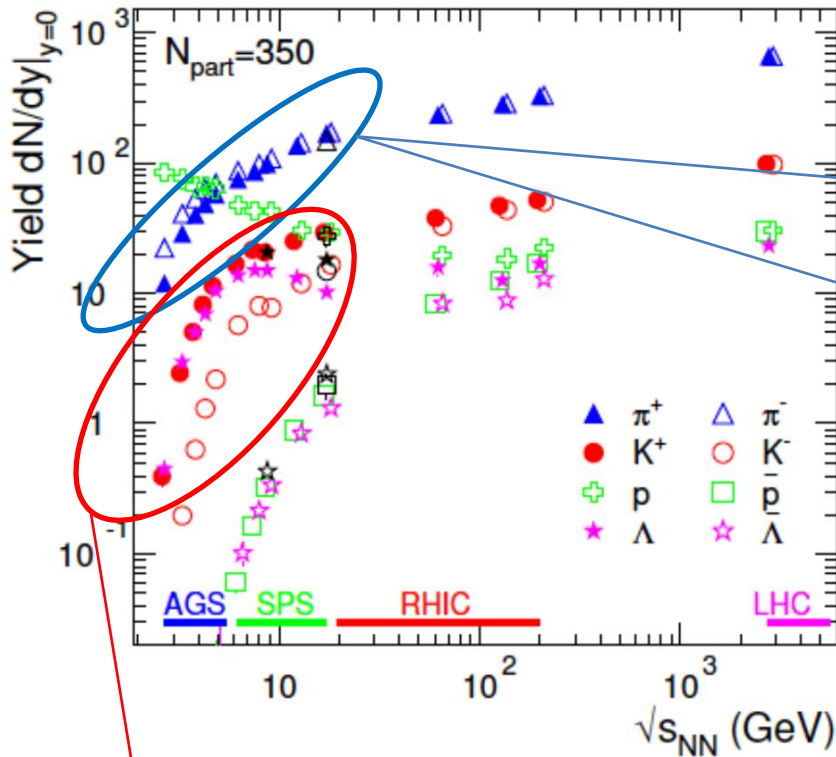 10³
N_part=350
Yield dN/dy|_y=0
10²
10
1
10⁻¹
π⁺ π⁻
K⁺ K⁻
p p̄
Λ Λ̄
AGS SPS RHIC LHC
10 10² 10³
√s_NN (GeV)